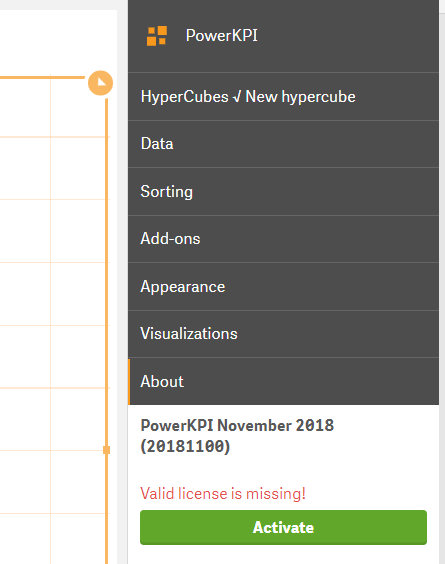 PowerKPI
HyperCubes √ New hypercube
Data
Sorting
Add-ons
Appearance
Visualizations
About
PowerKPI November 2018
(20181100)
Valid license is missing!
Activate